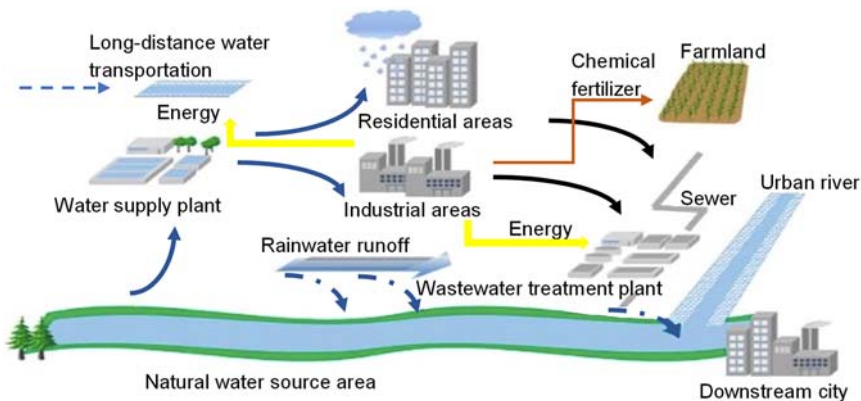 Long-distance water
transportation
Energy
Water supply plant
Residential areas
Industrial areas
Chemical
fertilizer
Farmland
Sewer
Urban river
Energy
Rainwater runoff
Wastewater treatment plant
Natural water source area
Downstream city